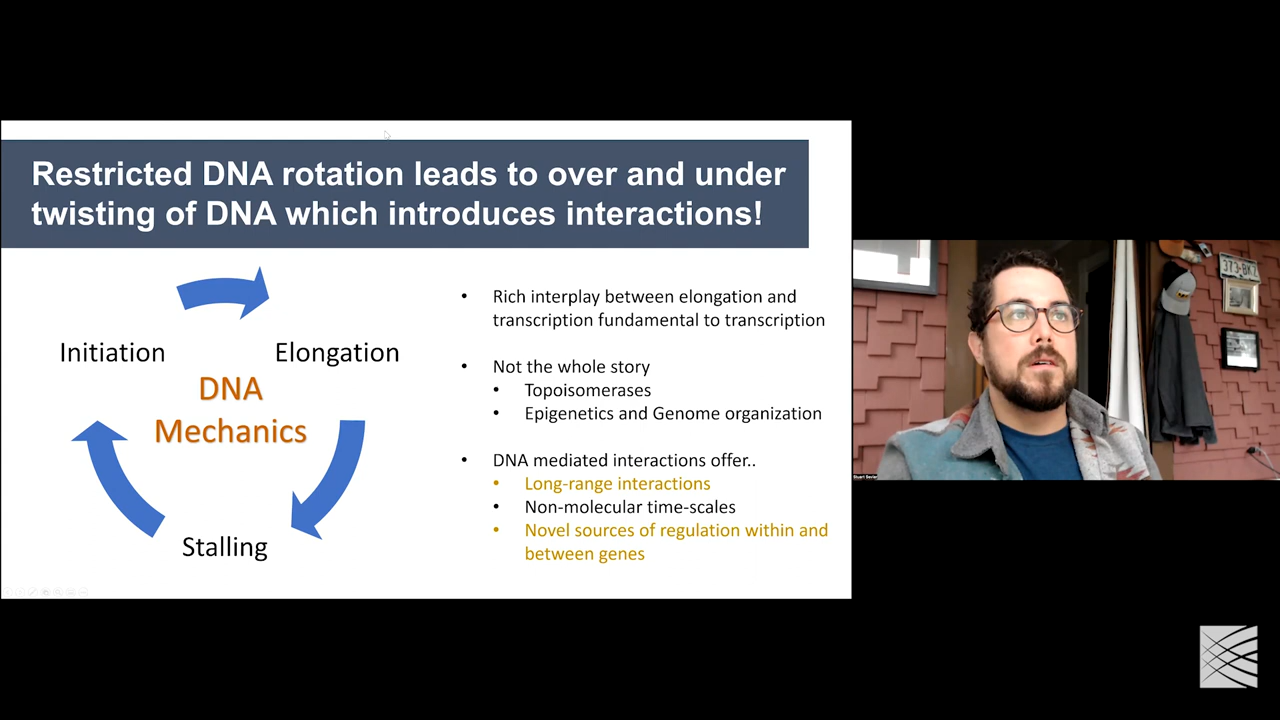 Restricted DNA rotation leads to over and under
twisting of DNA which introduces interactions!
Initiation
Elongation
DNA
Mechanics
Stalling
• Rich interplay between elongation and
transcription fundamental to transcription
• Not the whole story
• Topoisomerases
• Epigenetics and Genome organization
• DNA mediated interactions offer..
• Long-range interactions
• Non-molecular time-scales
• Novel sources of regulation within and
between genes